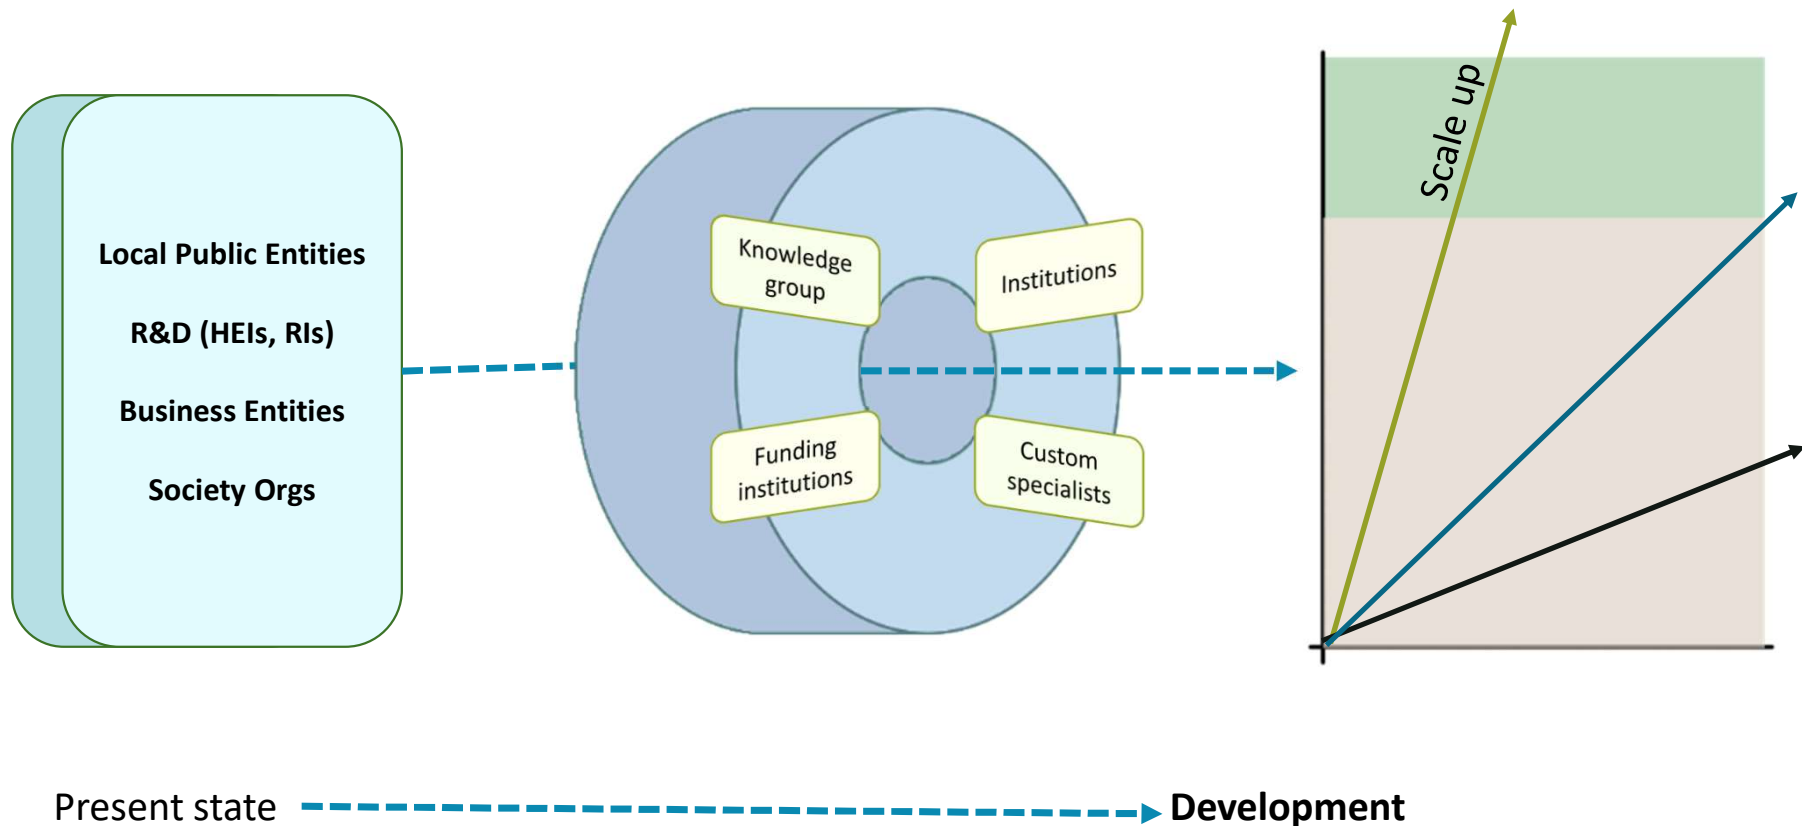 Local Public Entities
R&D (HEIs, RIs)
Business Entities
Society Orgs
Knowledge
group
Institutions
Funding
institutions
Custom
specialists
Scale up
Present state
Development